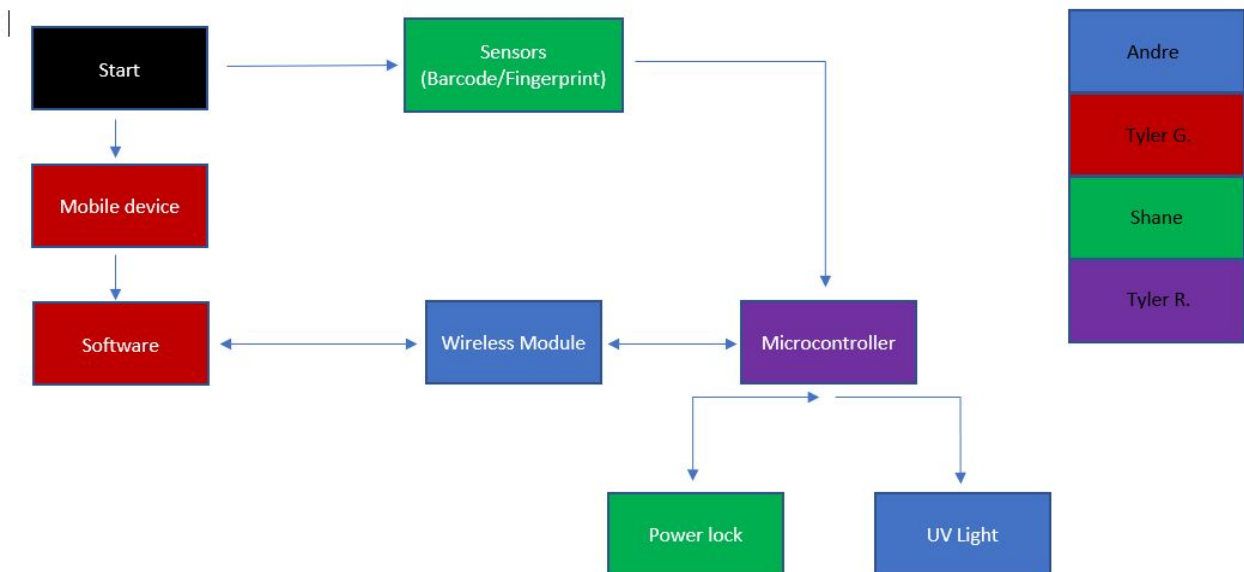 Start
Sensors
(Barcode/Fingerprint)
Andre
Tyler G.
Mobile device
Shane
Tyler R.
Software
Wireless Module
Microcontroller
Power lock
UV Light